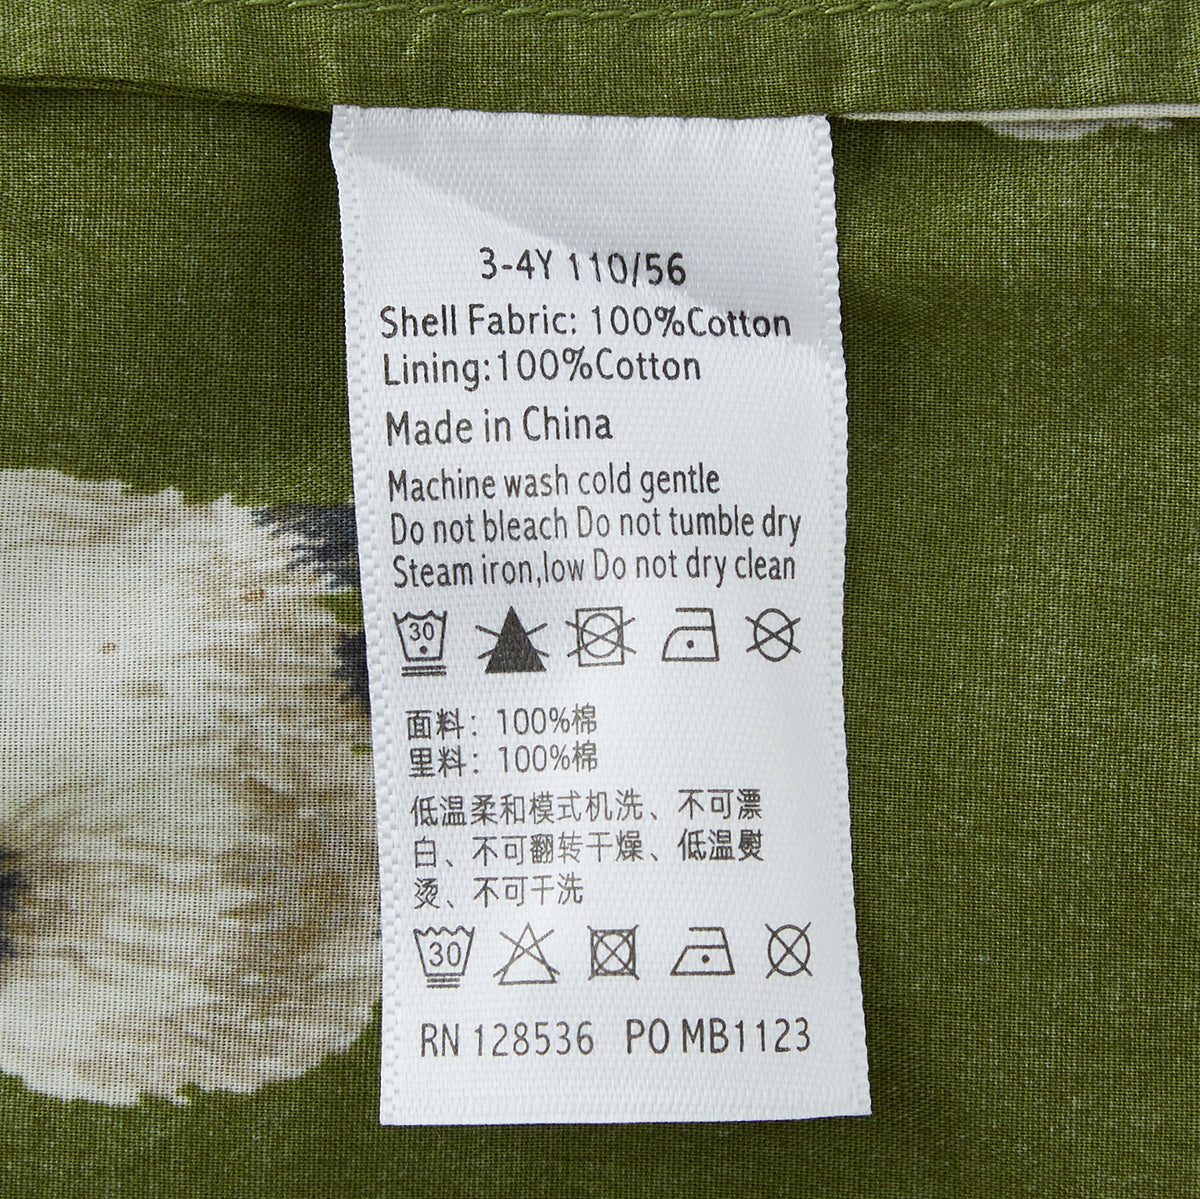 3-4Y 110/56
Shell Fabric: 100%Cotton
Lining:100%Cotton
Made in China
Machine wash cold gentle
Do not bleach Do not tumble dry
Steam iron,low Do not dry clean
30
面料：100%棉
里料：100%棉
低温柔和模式机洗、不可漂
白、不可翻转干燥、低温熨
烫、不可干洗
30
RN 128536 PO MB1123